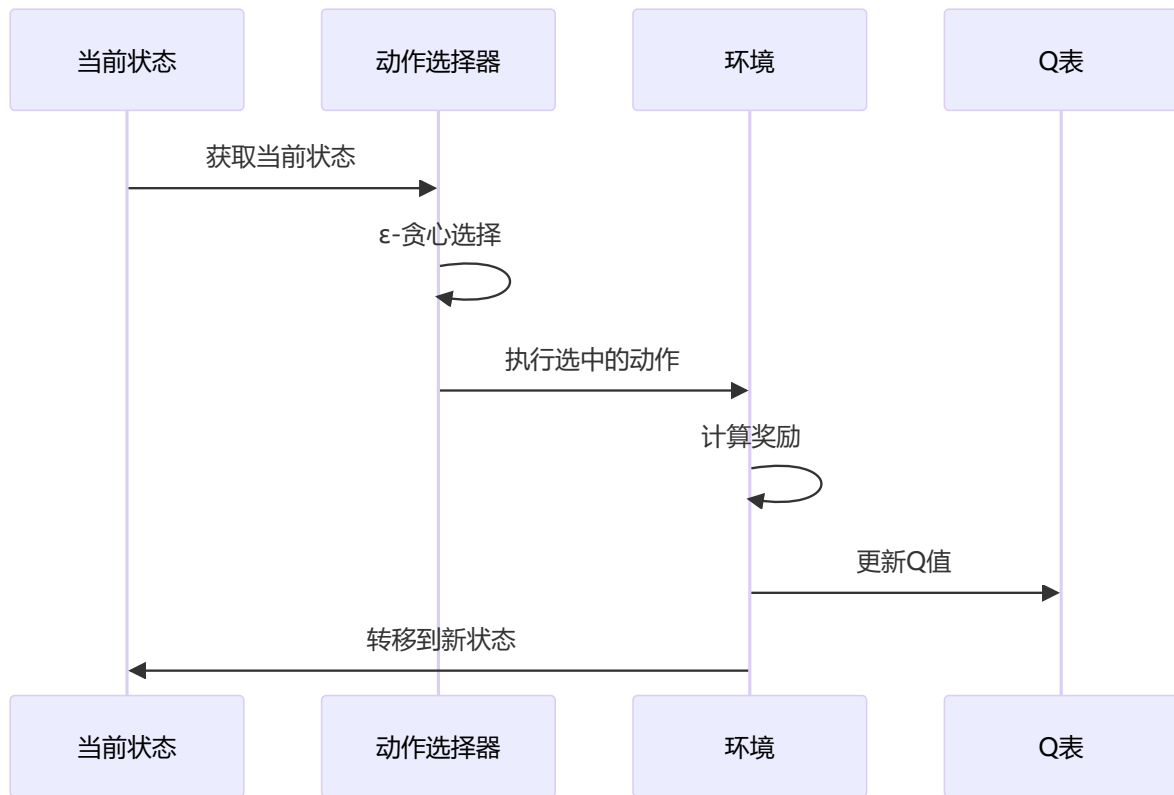 当前状态
动作选择器
环境
Q表
获取当前状态
ε-贪心选择
执行选中的动作
计算奖励
更新Q值
转移到新状态
当前状态
动作选择器
环境
Q表